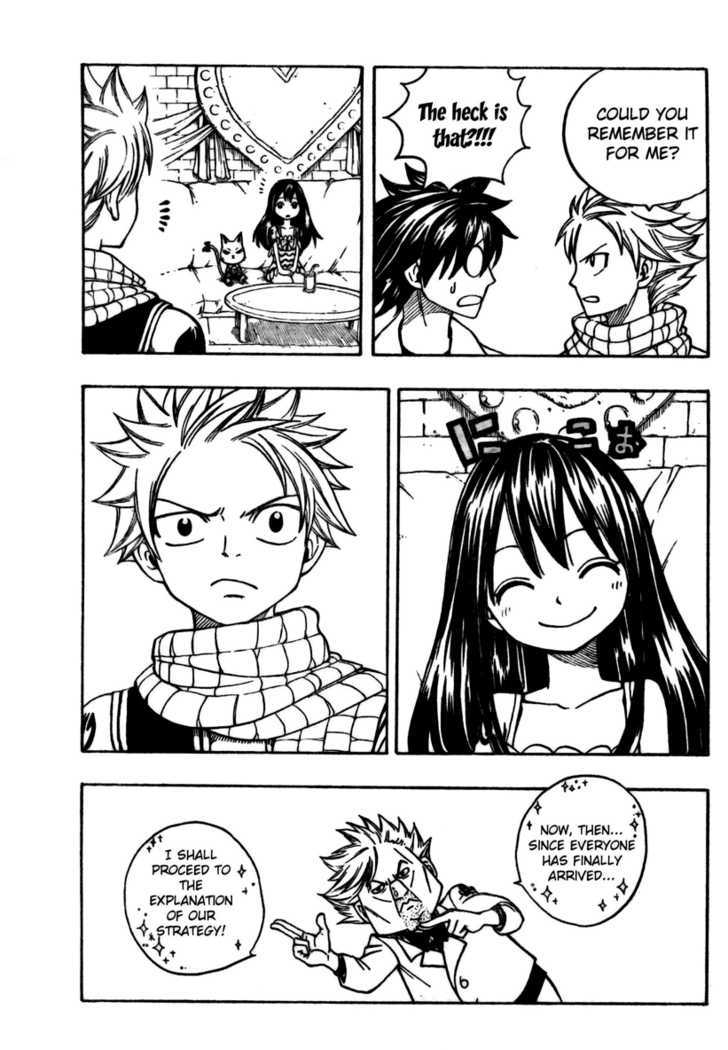 COULD YOU
REMEMBER IT
FOR ME?
The heck is
that?!!!
にこぉ
NOW, THEN...
SINCE EVERYONE
HAS FINALLY
ARRIVED...
I SHALL
PROCEED TO
THE
EXPLANATION
OF OUR
STRATEGY!